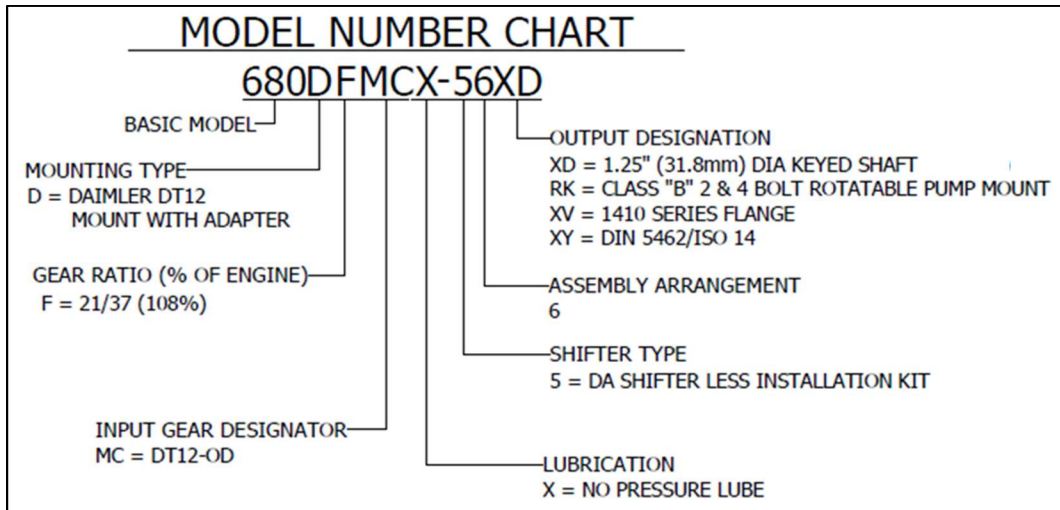 MODEL NUMBER CHART
680DFMCX-56XD
BASIC MODEL
MOUNTING TYPE
D = DAIMLER DT12
MOUNT WITH ADAPTER
GEAR RATIO (% OF ENGINE)
F = 21/37 (108%)
INPUT GEAR DESIGNATOR
MC = DT12-OD
OUTPUT DESIGNATION
XD = 1.25" (31.8mm) DIA KEYED SHAFT
RK = CLASS "B" 2 & 4 BOLT ROTATABLE PUMP MOUNT
XV = 1410 SERIES FLANGE
XY = DIN 5462/ISO 14
ASSEMBLY ARRANGEMENT
6
SHIFTER TYPE
5 = DA SHIFTER LESS INSTALLATION KIT
LUBRICATION
X = NO PRESSURE LUBE